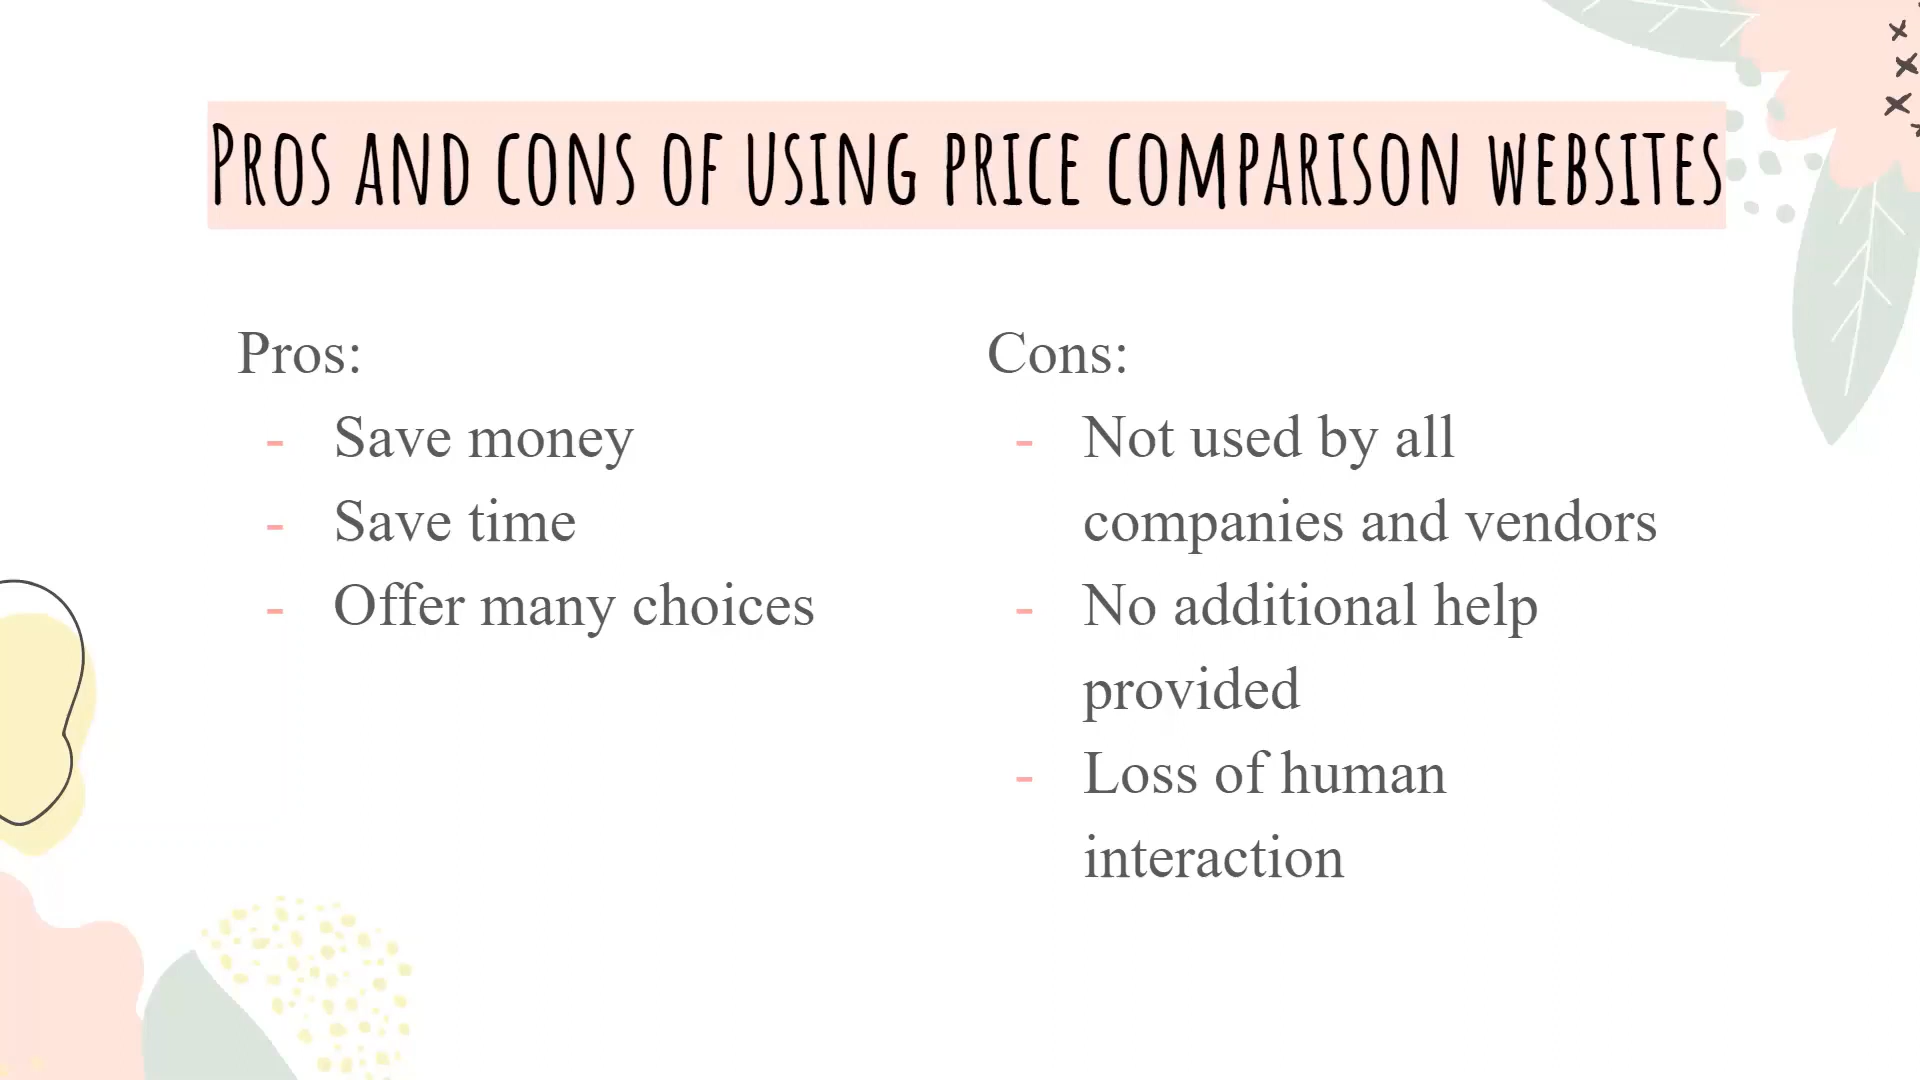 Pros and cons of using price comparison websites
Pros:
- Save money
- Save time
- Offer many choices
Cons:
- Not used by all
companies and vendors
- No additional help
provided
- Loss of human
interaction